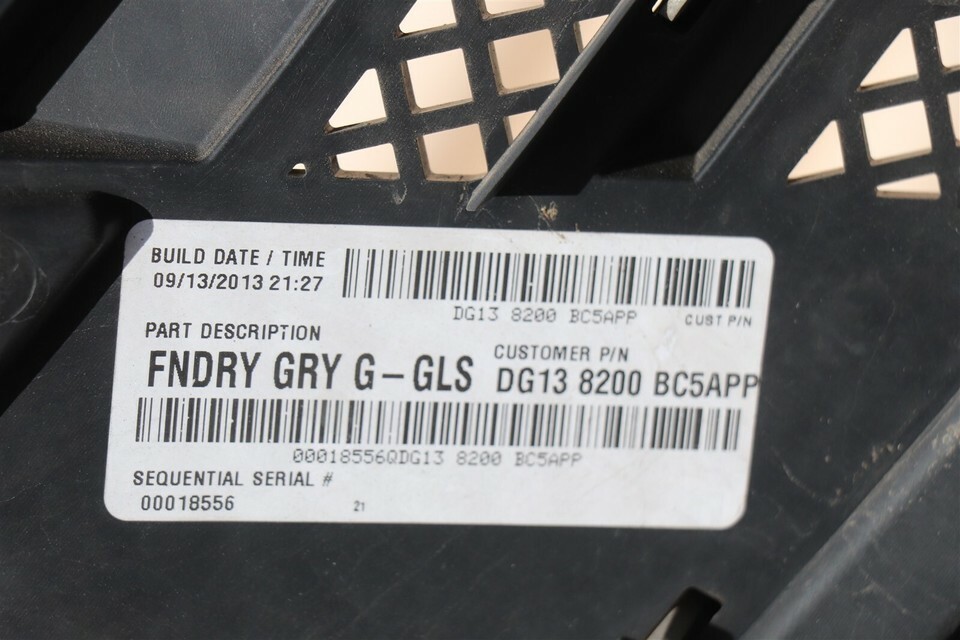 BUILD DATE / TIME
09/13/2013 21:27
DG13 8200 BC5APP
CUST P/N
PART DESCRIPTION
FNDRY GRY G-GLS
CUSTOMER P/N
DG13 8200 BC5APP
00018556QDG13 8200 BC5APP
SEQUENTIAL SERIAL #
00018556
21